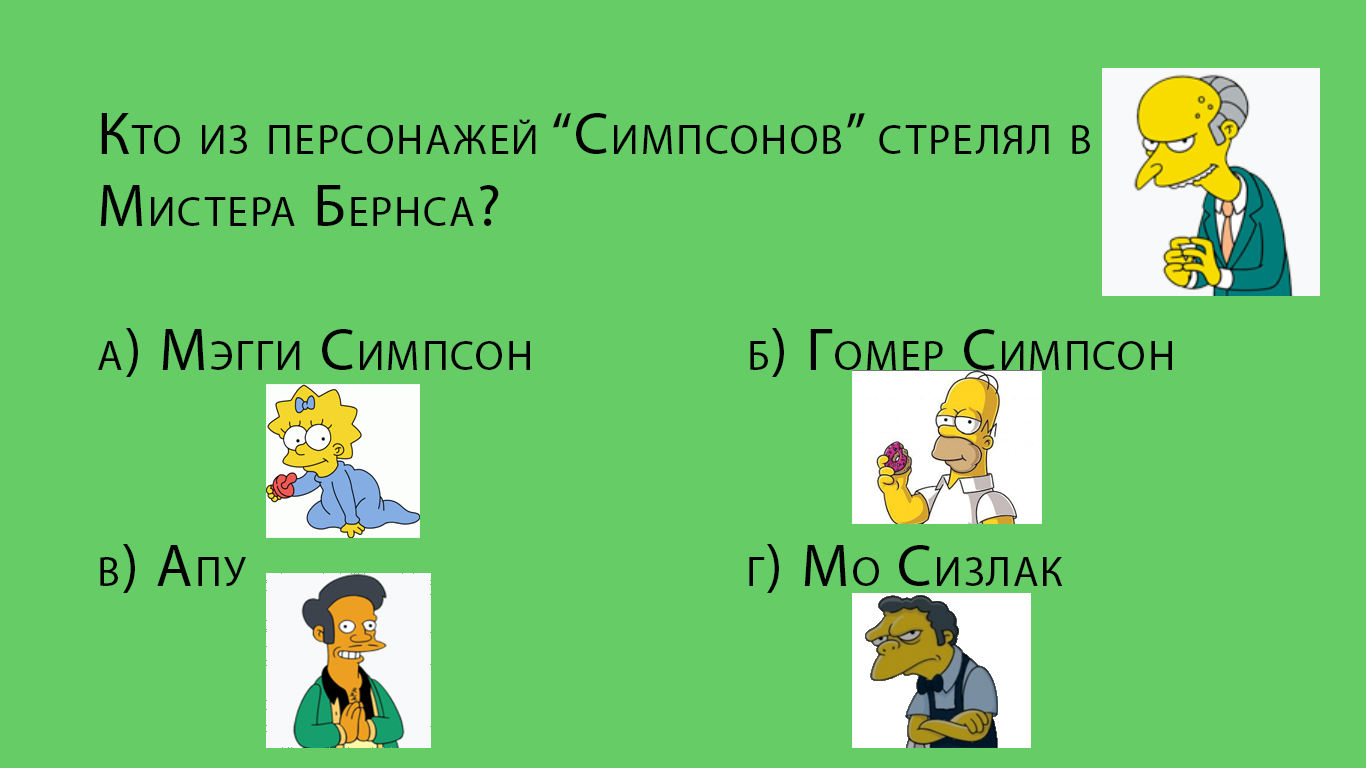 Кто из персонажей “Симпсонов” стрелял в
Мистера Бернса?
а) Мэгги Симпсон
б) Гомер Симпсон
в) Апу
г) Мо Сизлак